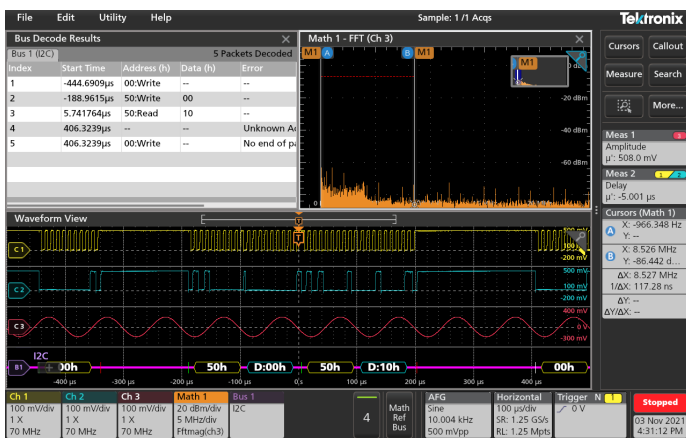 File Edit Utility Help Sample: 1 /1 Acqs Tektronix
Bus Decode Results
Bus 1 (I2C) 5 Packets Decoded
Index Start Time Address (h) Data (h) Error
1 -444.6909µs 00:Write -- --
2 -188.9615µs 50:Write 00 --
3 5.741764µs 50:Read 10 --
4 406.3239µs -- -- Unknown
5 406.3239µs 00:Write -- No end of
Math 1 - FFT (Ch 3)
M1 A B M1
M1
-20 dBm
-40 dBm
-60 dBm
Cursors Callout
Measure Search
More...
Meas 1 3
Amplitude
µ': 508.0 mV
Meas 2 1 2
Delay
µ': -5.001 µs
Cursors (Math 1)
A X: -966.348 Hz
Y: --
B X: 8.526 MHz
Y: -86.442 d...
ΔX: 8.527 MHz
1/ΔX: 117.28 ns
ΔY: --
ΔY/ΔX: --
Waveform View
T
T
C 1
-200 mV
500 mV
C 2
100 mV
-200 mV
400 mV
C 3
0 V
-300 mV
I2C
B1 + 00h 50h D:00h 50h D:10h 00h
-400 µs -300 µs -200 µs -100 µs 0s 100 µs 200 µs 300 µs 400 µs
Ch 1
100 mV/div
1 X
70 MHz
Ch 2
100 mV/div
1 X
70 MHz
Ch 3
100 mV/div
1 X
70 MHz
Math 1
20 dBm/div
5 MHz/div
Fftmag(ch3)
Bus 1
I2C
4
Math
Ref
Bus
AFG
Sine
10.004 kHz
500 mVpp
Horizontal
100 µs/div
SR: 1.25 GS/s
RL: 1.25 Mpts
Trigger N 1
0 V
Stopped
03 Nov 2021
4:31:12 PM